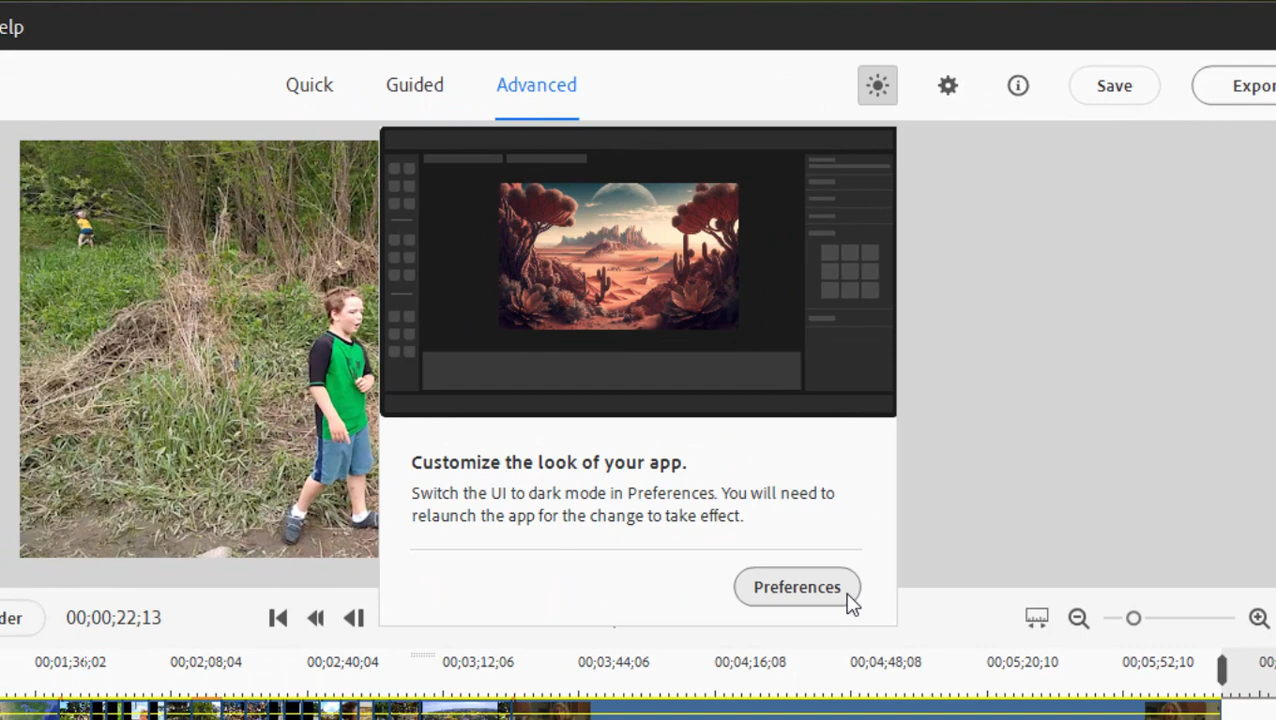 elp
Quick Guided Advanced Save Expor
Customize the look of your app.
Switch the UI to dark mode in Preferences. You will need to
relaunch the app for the change to take effect.
Preferences
der 00;00;22;13
00;01;36;02 00;02;08;04 00;02;40;04 00;03;12;06 00;03;44;06 00;04;16;08 00;04;48;08 00;05;20;10 00;05;52;10 00;